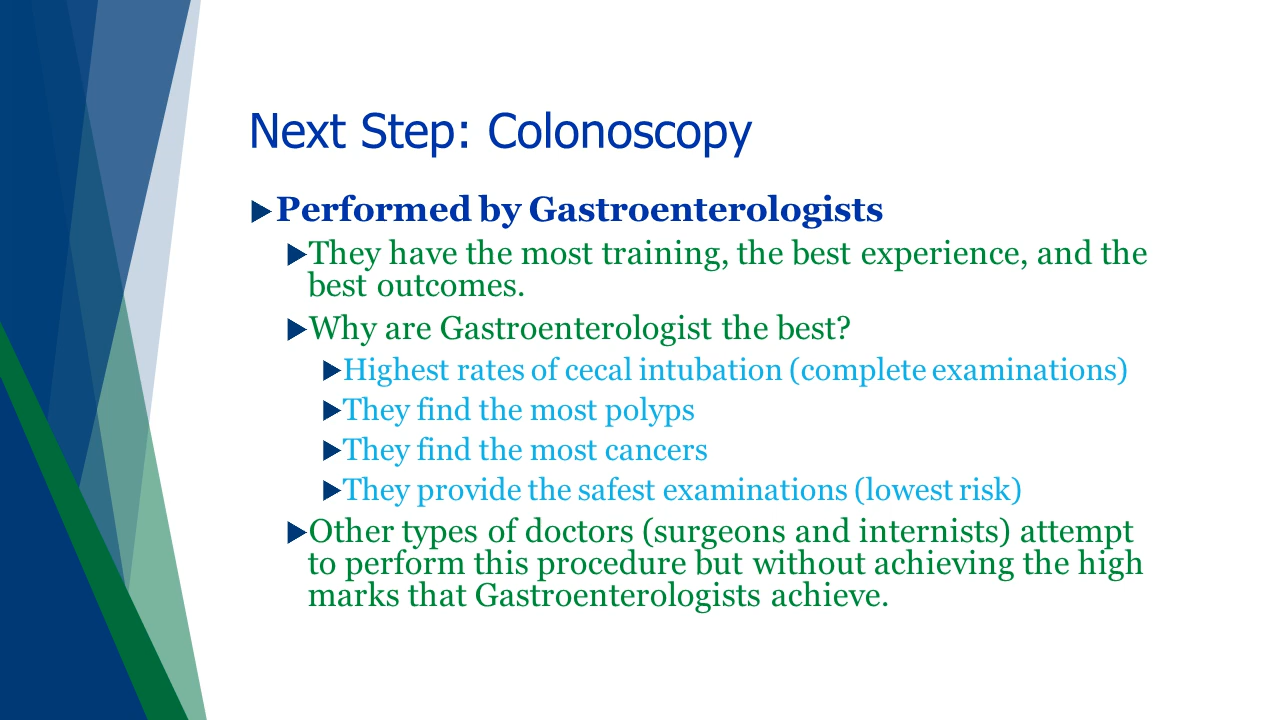 Next Step: Colonoscopy
Performed by Gastroenterologists
They have the most training, the best experience, and the
best outcomes.
Why are Gastroenterologist the best?
Highest rates of cecal intubation (complete examinations)
They find the most polyps
They find the most cancers
They provide the safest examinations (lowest risk)
Other types of doctors (surgeons and internists) attempt
to perform this procedure but without achieving the high
marks that Gastroenterologists achieve.